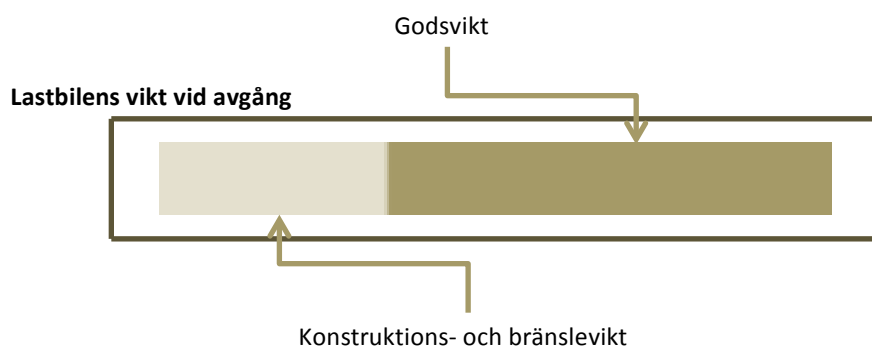 Godsvikt
Lastbilens vikt vid avgång
Konstruktions- och bränslevikt